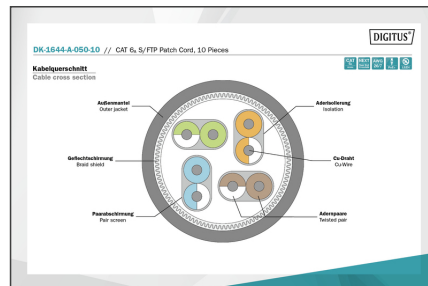 DIGITUS®
DK-1644-A-050-10 // CAT 6A S/FTP Patch Cord, 10 Pieces
Kabelquerschnitt
Cable cross section
Außenmantel
Outer jacket
Aderisolierung
Isolation
Geflechtschirmung
Braid shield
Cu-Draht
Cu-Wire
Paarabschirmung
Pair screen
Adernpaare
Twisted pair